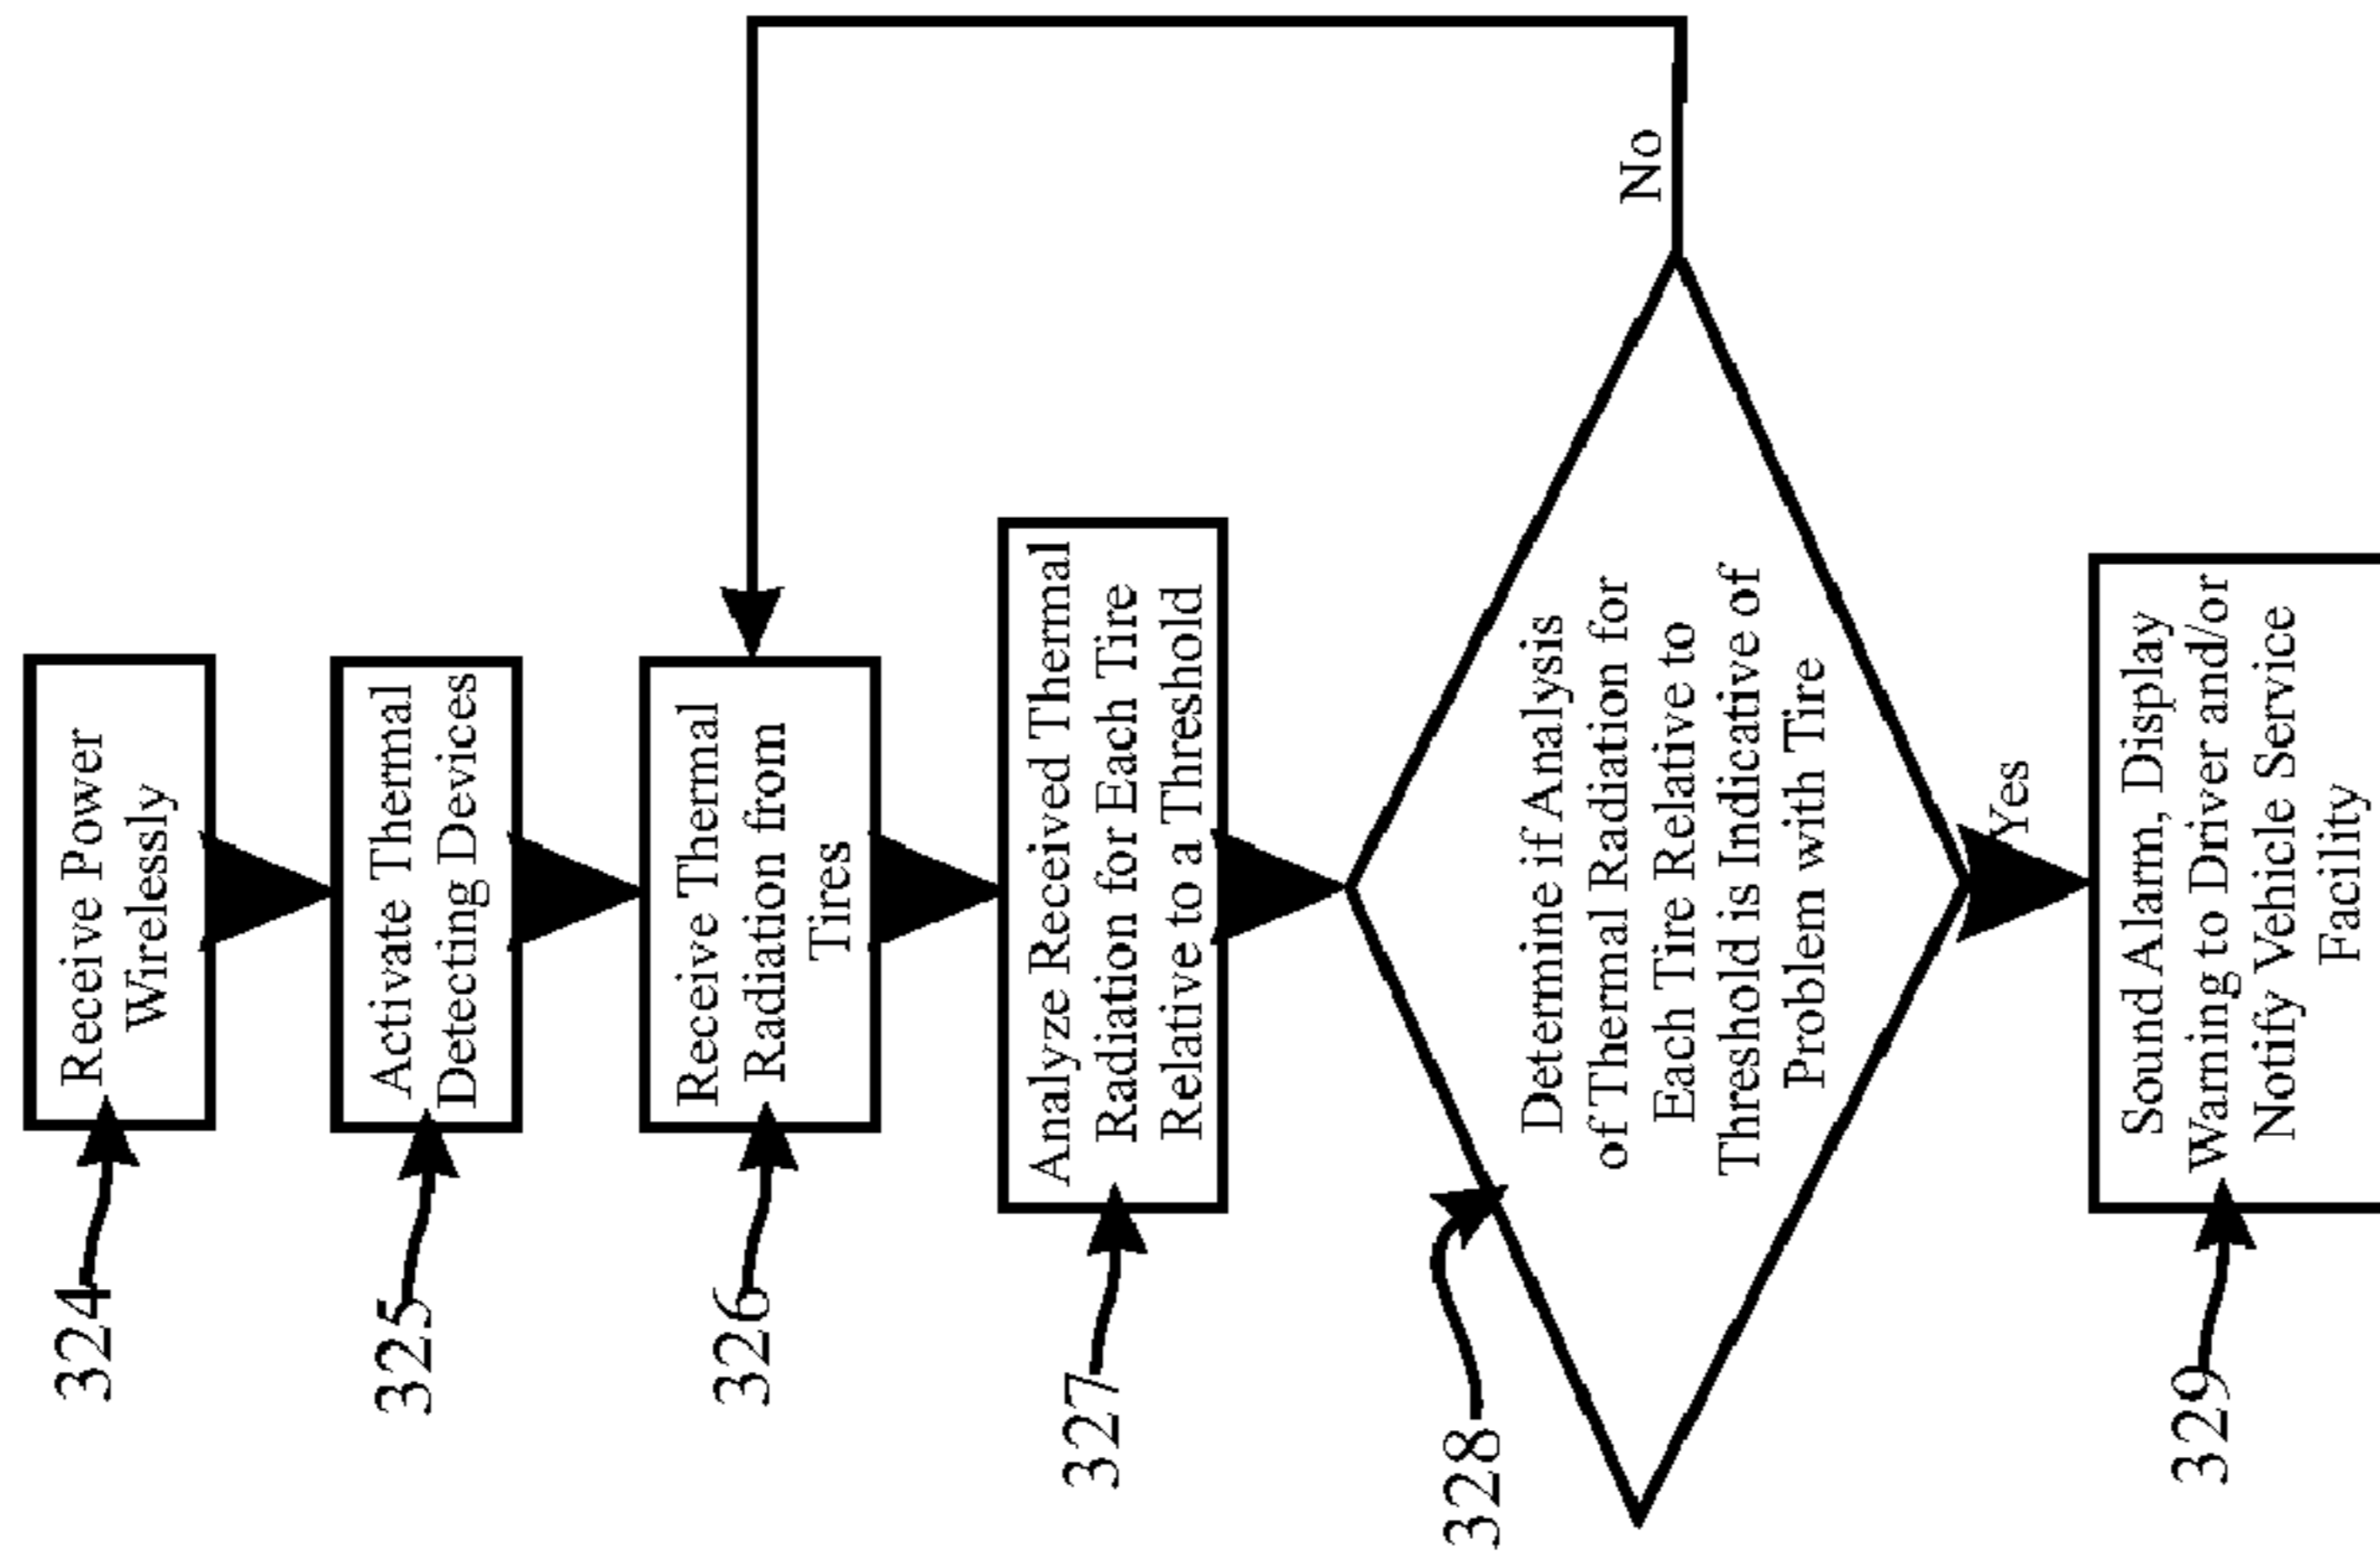 324
Receive Power
Wirelessly
325
Activate Thermal
Detecting Devices
326
Receive Thermal
Radiation from
Tires
327
Analyze Received Thermal
Radiation for Each Tire
Relative to a Threshold
328
Determine if Analysis
of Thermal Radiation for
Each Tire Relative to
Threshold is Indicative of
Problem with Tire
No
Yes
329
Sound Alarm, Display
Warning to Driver and/or
Notify Vehicle Service
Facility